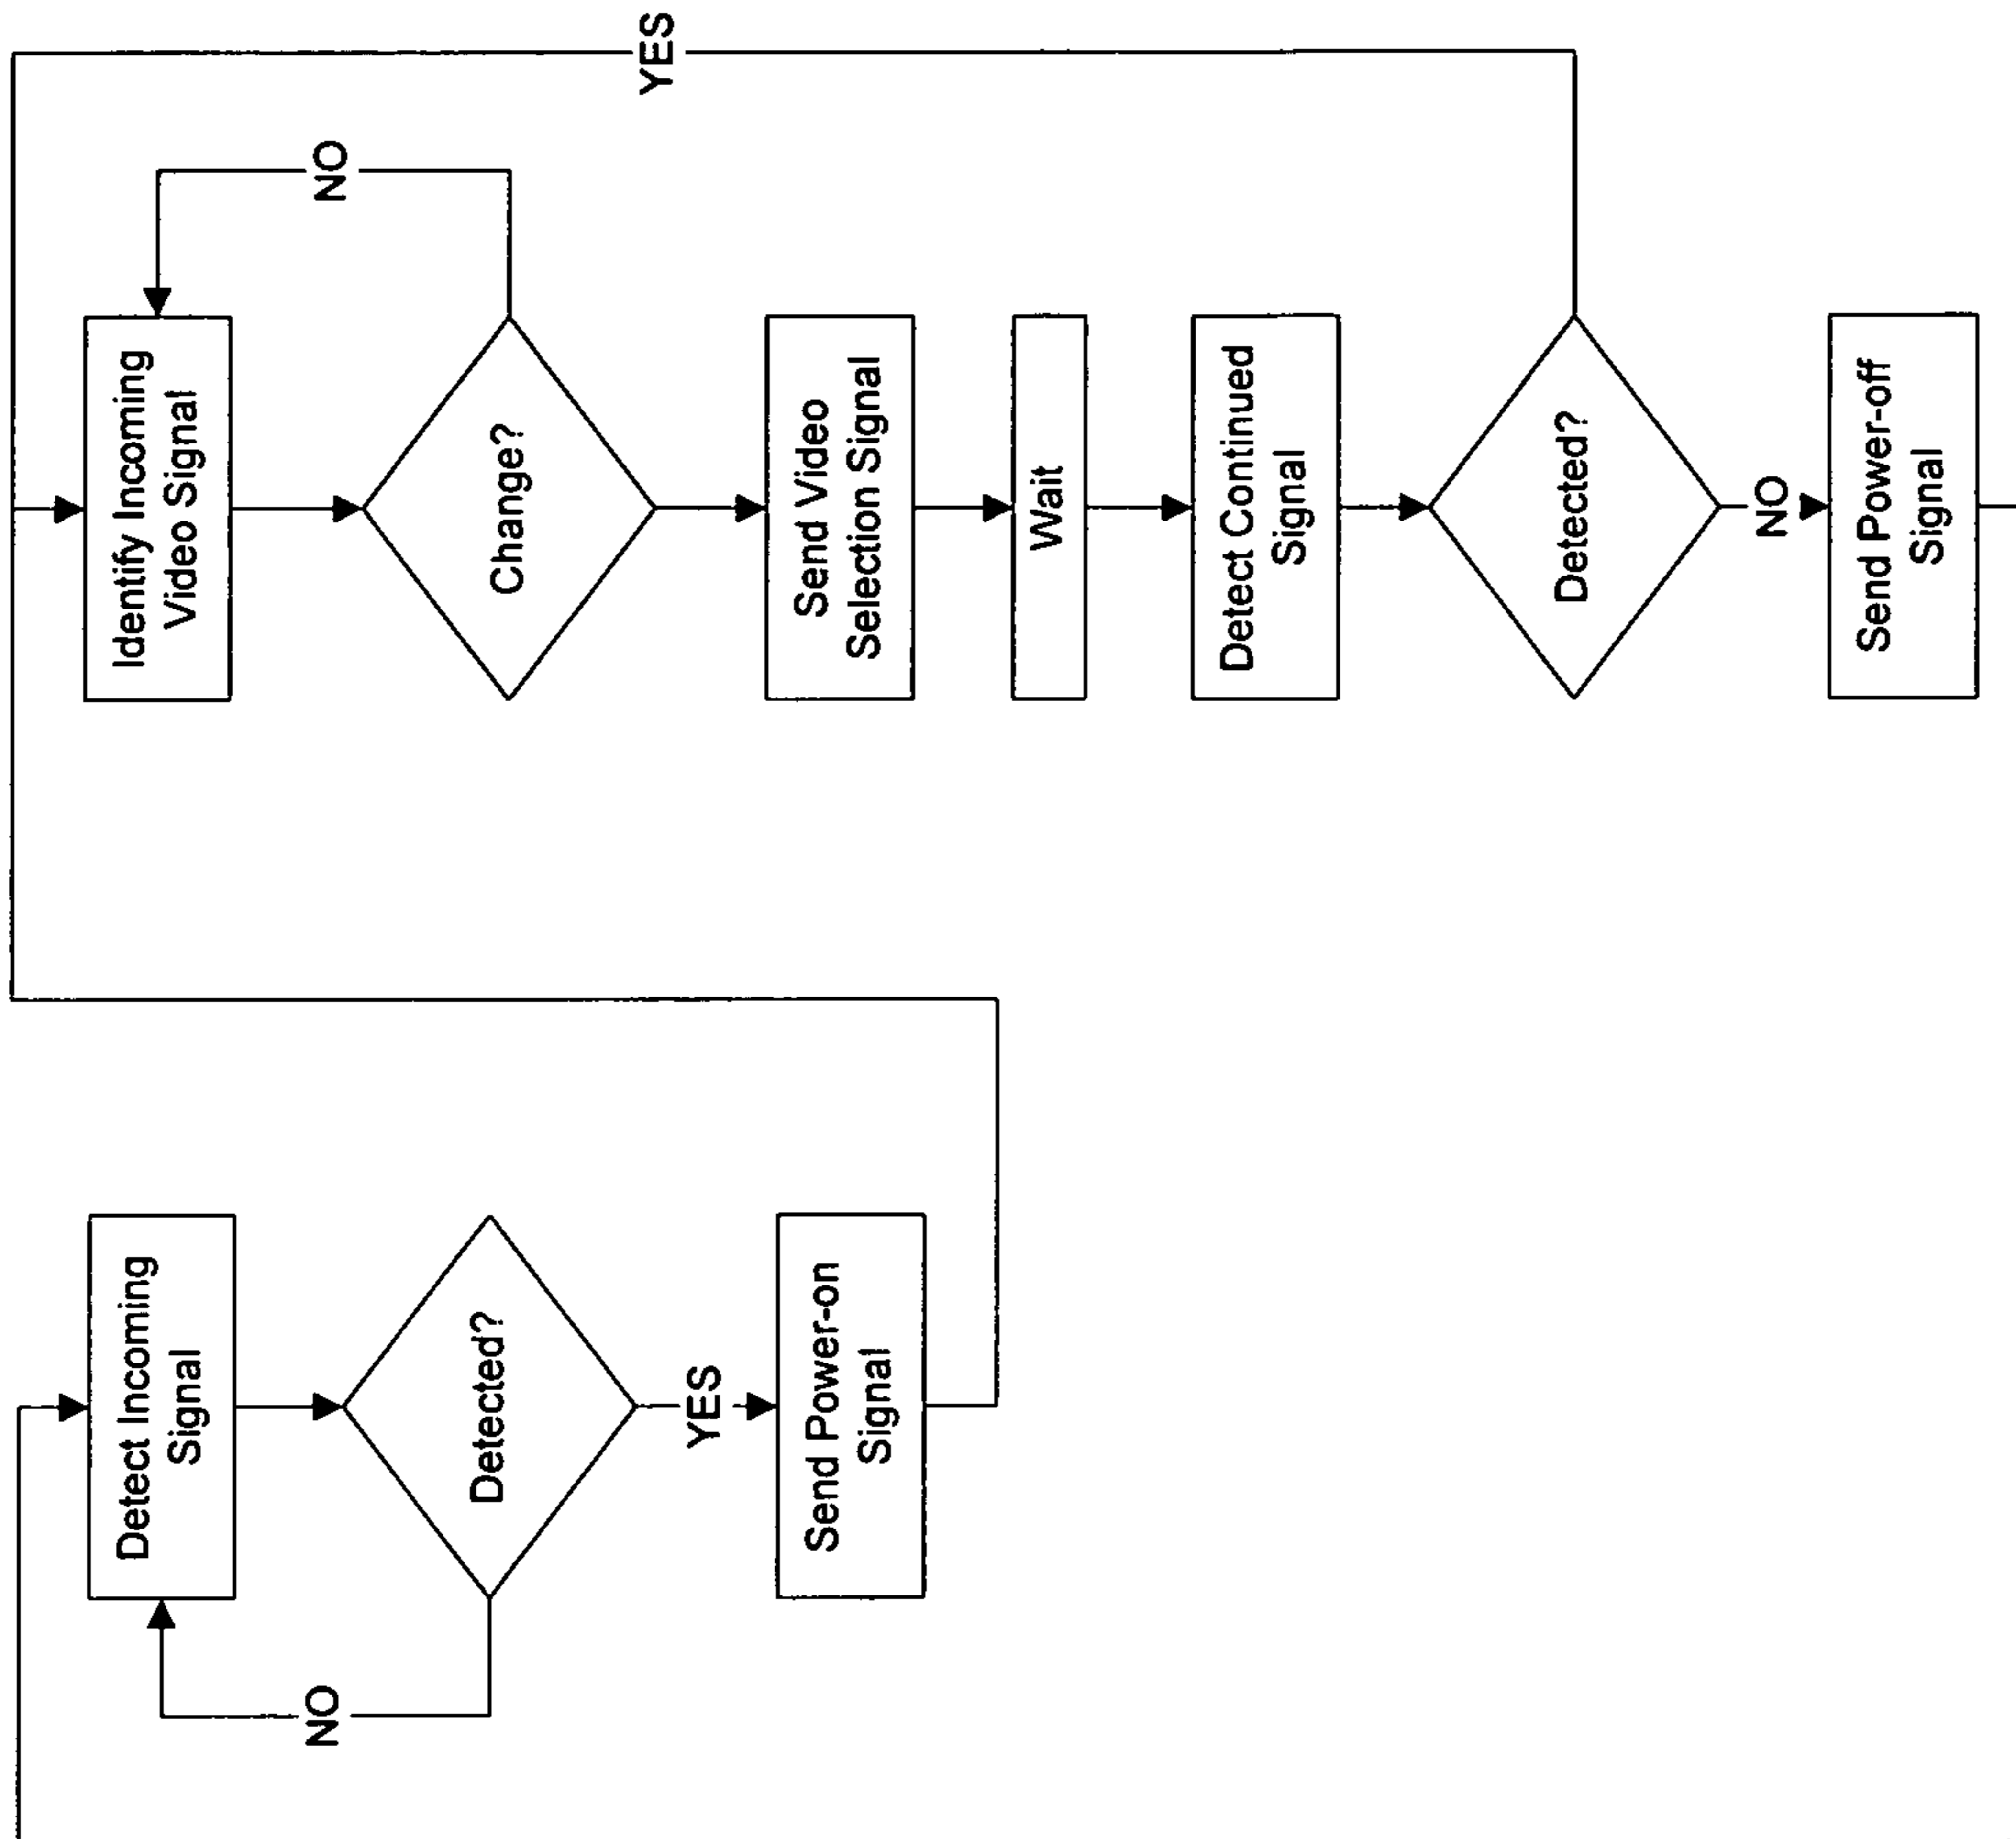 Detect Incoming
Signal
NO
Detected?
YES
Send Power-on
Signal
Identify Incoming
Video Signal
NO
Change?
Send Video
Selection Signal
Wait
Detect Continued
Signal
Detected?
YES
NO
Send Power-off
Signal